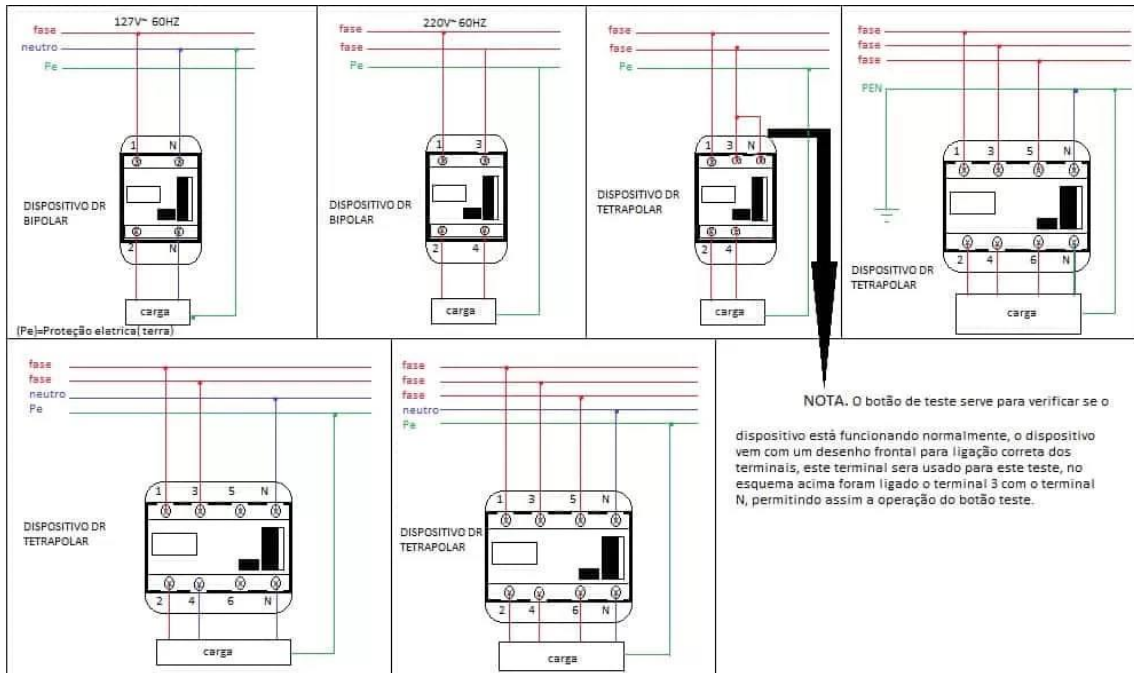 127V~ 60HZ
fase
neutro
Pe
1 N
DISPOSITIVO DR
BIPOLAR
2 N
carga
(Pe)=Proteção eletrica( terra)
220V~ 60HZ
fase
fase
Pe
1 3
DISPOSITIVO DR
BIPOLAR
2 4
carga
fase
fase
Pe
1 3 N
DISPOSITIVO DR
TETRAPOLAR
2 4
carga
fase
fase
fase
PEN
1 3 5 N
DISPOSITIVO DR
TETRAPOLAR
2 4 6 N
carga
fase
fase
neutro
Pe
1 3 5 N
DISPOSITIVO DR
TETRAPOLAR
2 4 6 N
carga
fase
fase
fase
neutro
Pe
1 3 5 N
DISPOSITIVO DR
TETRAPOLAR
2 4 6 N
carga
NOTA. O botão de teste serve para verificar se o
dispositivo está funcionando normalmente, o dispositivo
vem com um desenho frontal para ligação correta dos
terminais, este terminal sera usado para este teste, no
esquema acima foram ligado o terminal 3 com o terminal
N, permitindo assim a operação do botão teste.